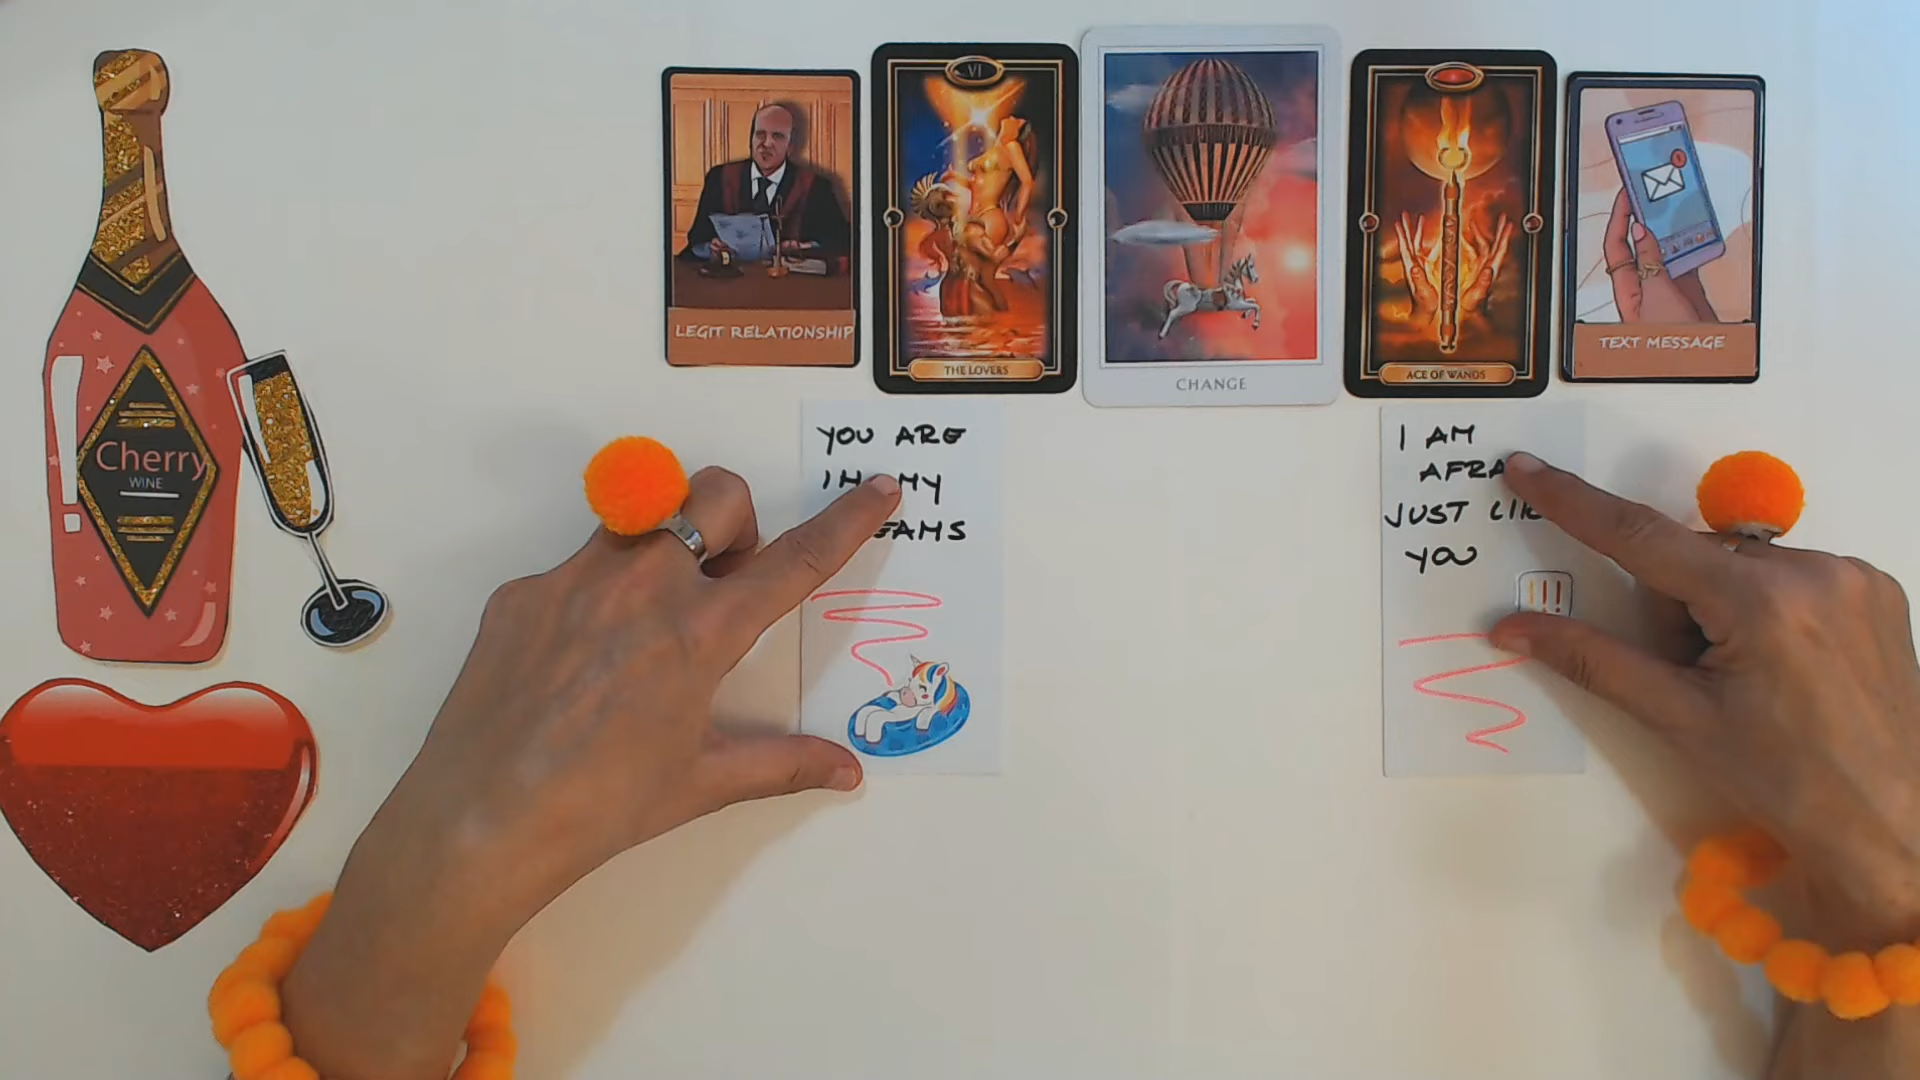 VI
LEGIT RELATIONSHIP
THE LOVERS
CHANGE
ACE OF WANDS
TEXT MESSAGE
Cherry
WINE
YOU ARE
IN MY
I AM
JUST
YOU
!!!